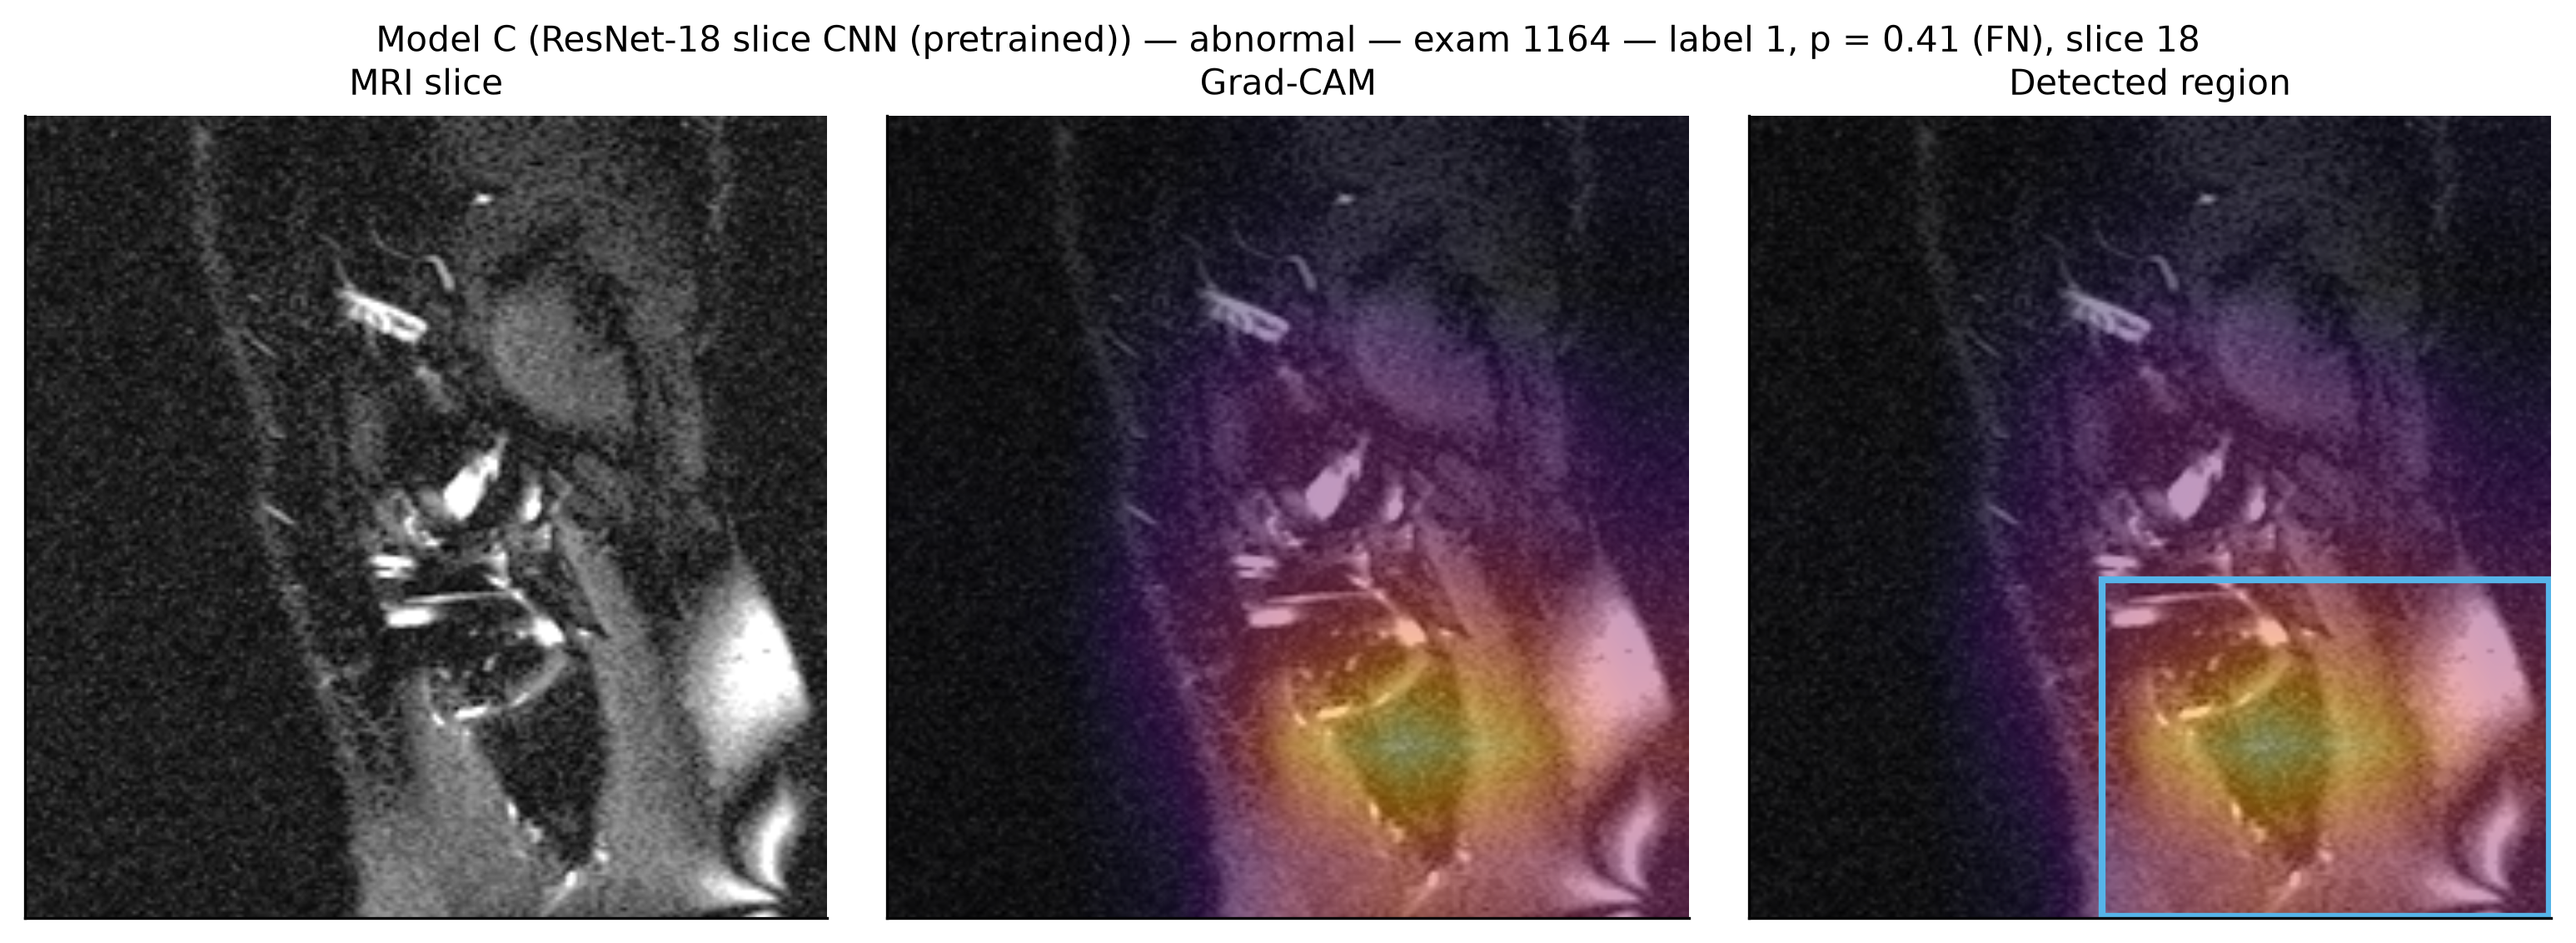 Model C (ResNet-18 slice CNN (pretrained)) — abnormal — exam 1164 — label 1, p = 0.41 (FN), slice 18
MRI slice
Grad-CAM
Detected region